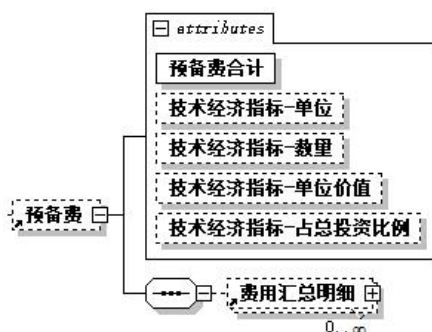 attributes
预备费合计
技术经济指标-单位
技术经济指标-数量
技术经济指标-单位价值
技术经济指标-占总投资比例
预备费
费用汇总明细
0..∞